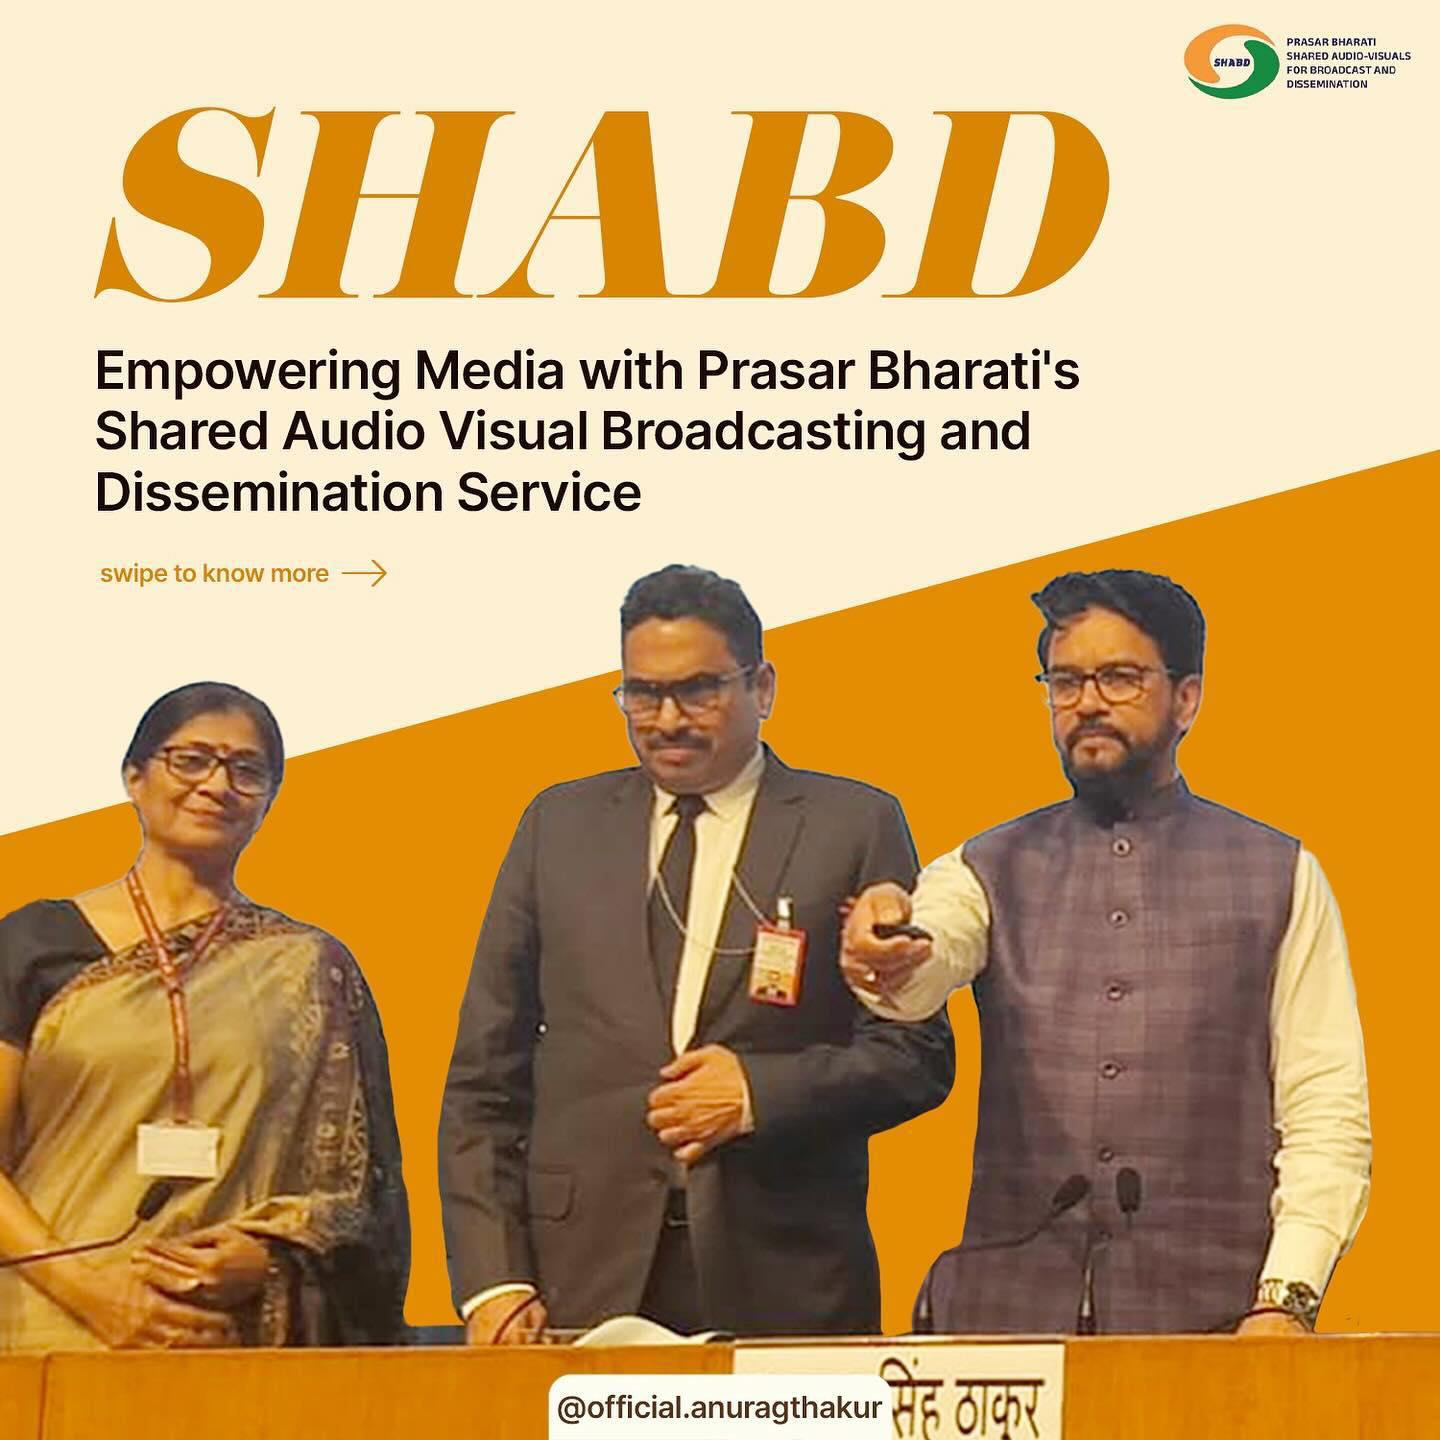 SHABD
PRASAR BHARATI
SHARED AUDIO-VISUALS
FOR BROADCAST AND
DISSEMINATION
SHABD
Empowering Media with Prasar Bharati's
Shared Audio Visual Broadcasting and
Dissemination Service
swipe to know more
@official.anuragthakur
सिंह ठाकुर